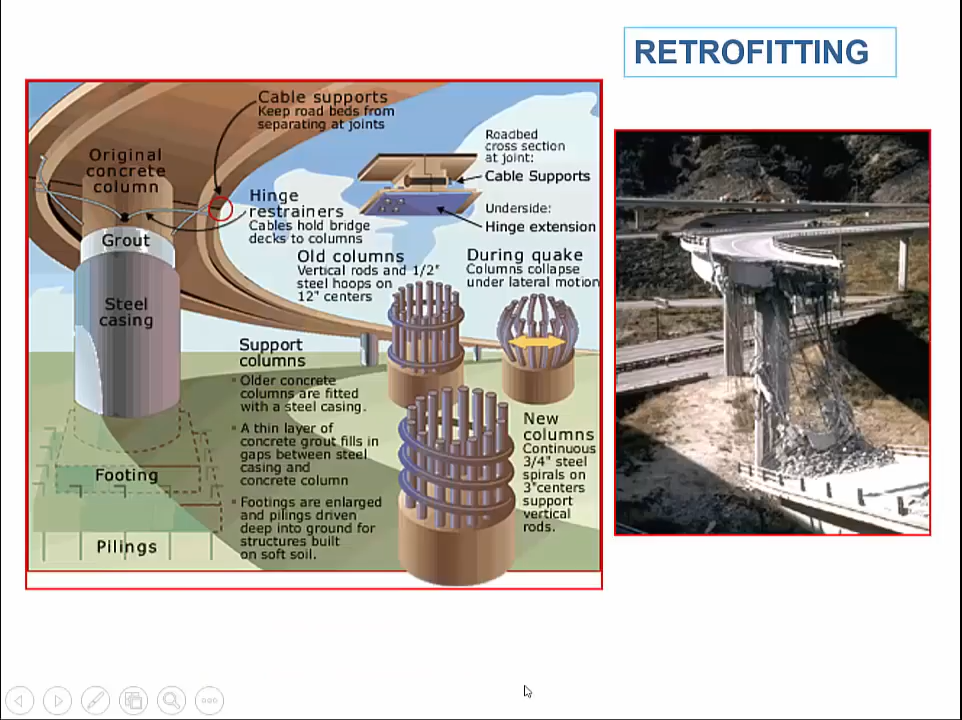 RETROFITTING
Cable supports
Keep road beds from
separating at joints
Original
concrete
column
Hinge
restrainers
Cables hold bridge
decks to columns
Grout
Steel
casing
Roadbed
cross section
at joint:
Cable Supports
Underside:
Hinge extension
Old columns
Vertical rods and 1/2"
steel hoops on
12" centers
During quake
Columns collapse
under lateral motion
Support
columns
▪ Older concrete
columns are fitted
with a steel casing.
▪ A thin layer of
concrete grout fills in
gaps between steel
casing and
concrete column
▪ Footings are enlarged
and pilings driven
deep into ground for
structures built
on soft soil.
Footing
Pilings
New
columns
Continuous
3/4" steel
spirals on
3"centers
support
vertical
rods.